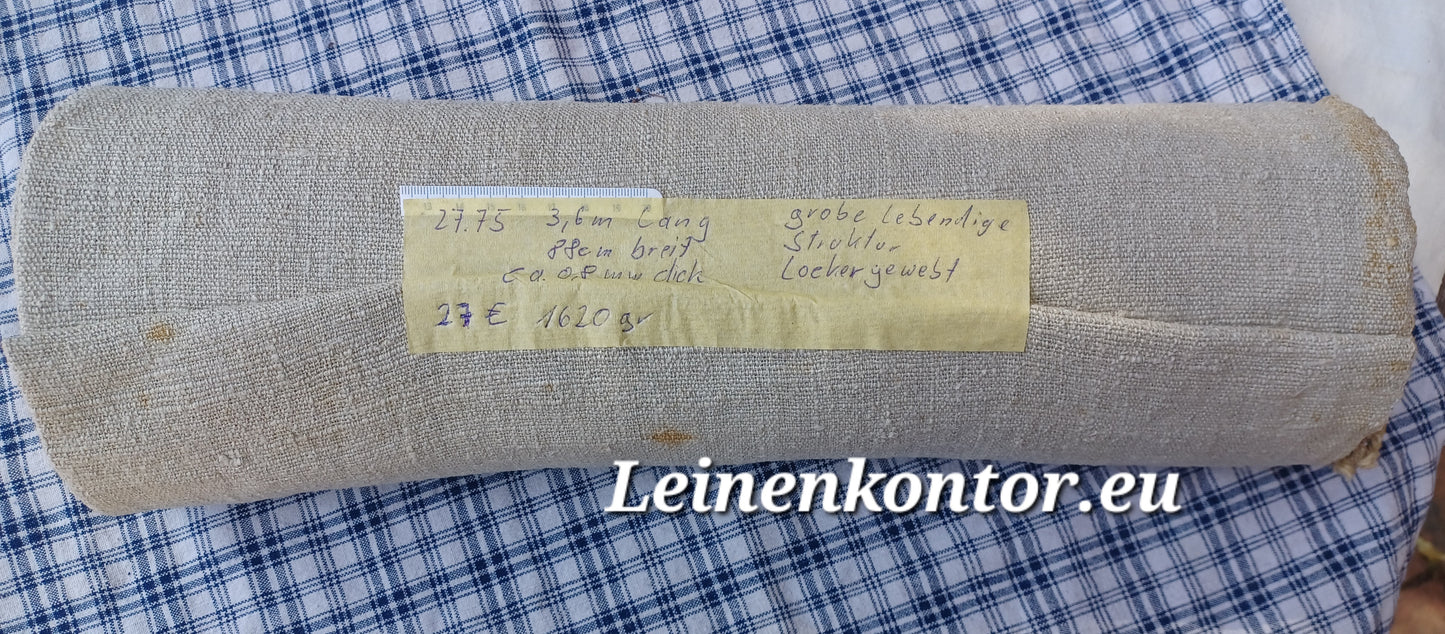 27.75 3,6m Lang
88cm breit
ca. 0,8mm dick
27 € 1620 gr
grobe lebendige
Struktur
Locker gewebt
Leinenkontor.eu